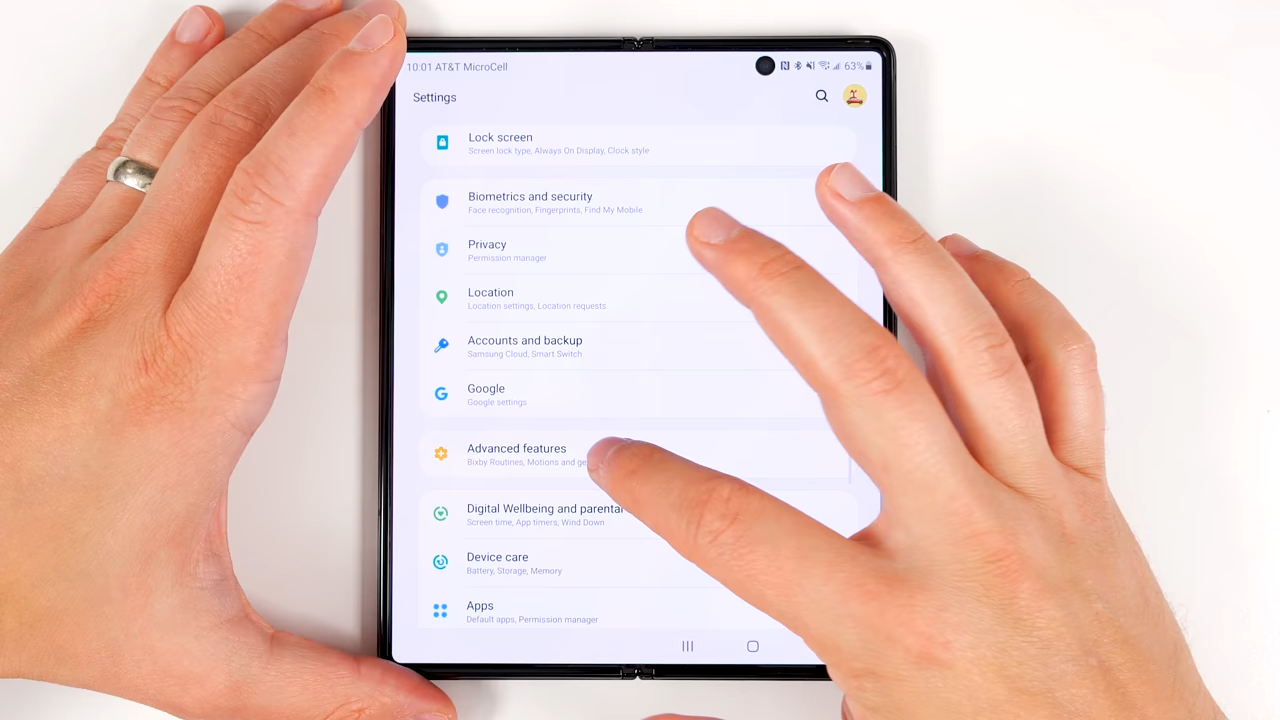 10:01 AT&T MicroCell 63%
Settings
Lock screen
Screen lock type, Always On Display, Clock style
Biometrics and security
Face recognition, Fingerprints, Find My Mobile
Privacy
Permission manager
Location
Location settings, Location requests
Accounts and backup
Samsung Cloud, Smart Switch
Google
Google settings
Advanced features
Bixby Routines, Motions and
Digital Wellbeing and parental
Screen time, App timers, Wind Down
Device care
Battery, Storage, Memory
Apps
Default apps, Permission manager